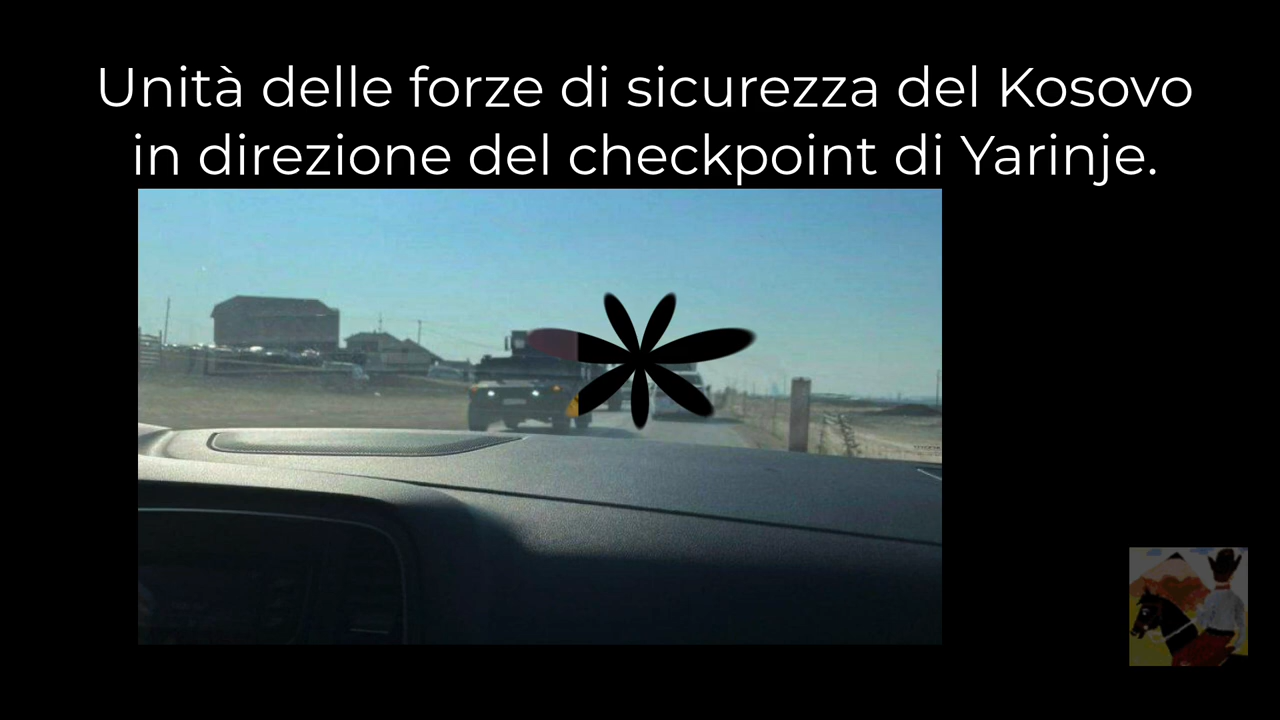 Unità delle forze di sicurezza del Kosovo
in direzione del checkpoint di Yarinje.